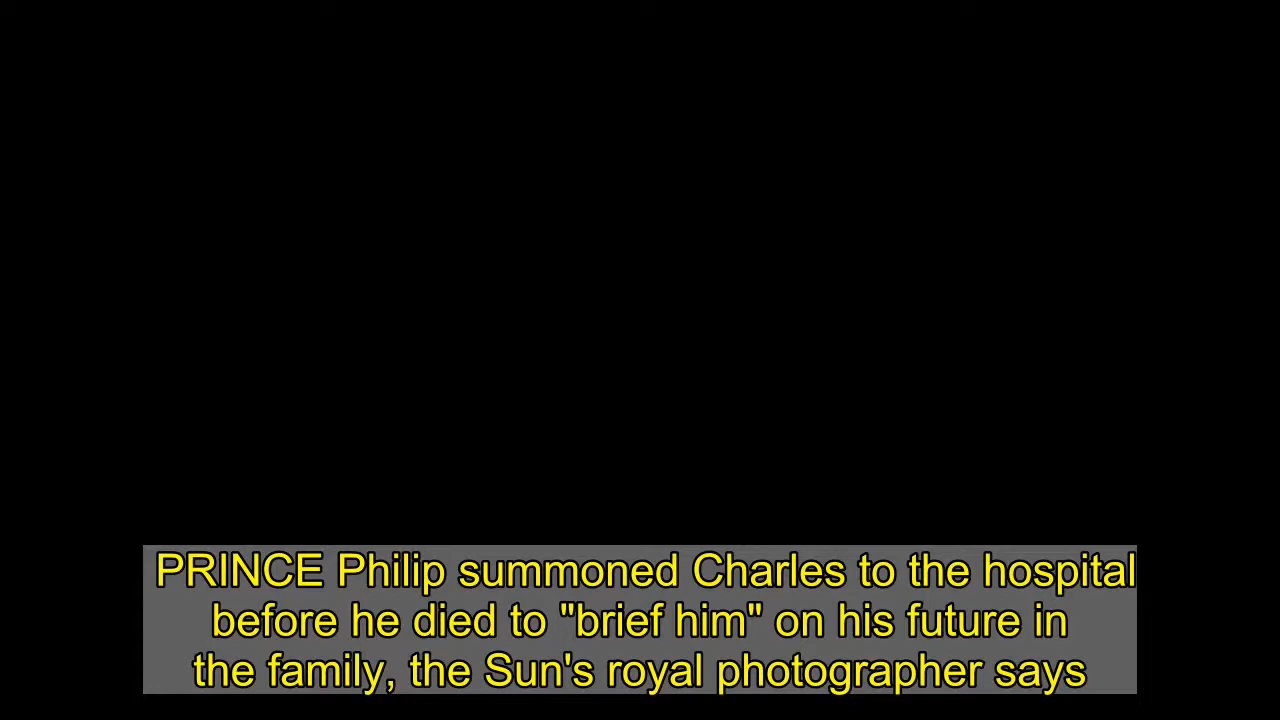 PRINCE Philip summoned Charles to the hospital
before he died to "brief him" on his future in
the family, the Sun's royal photographer says